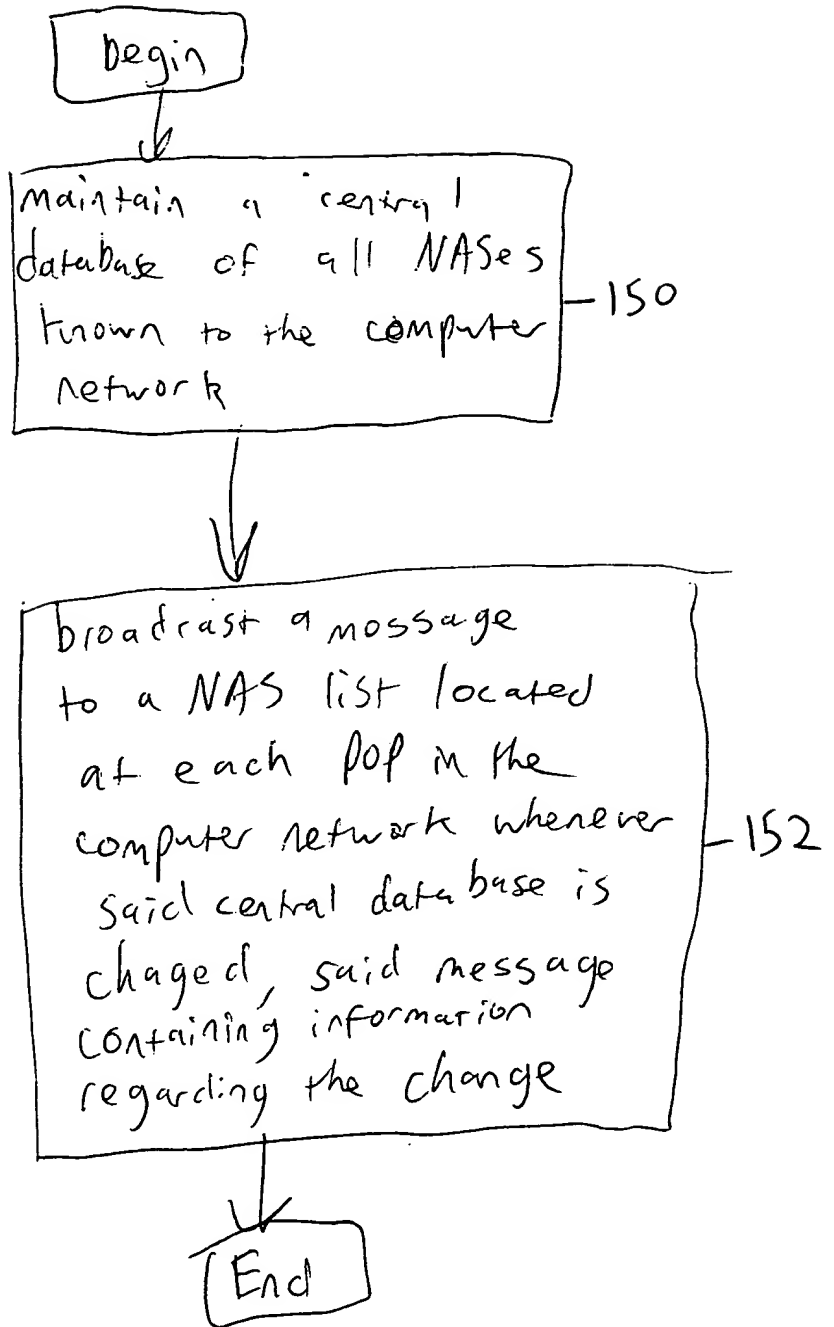 Begin
maintain a central
database of all NASes
known to the computer
network
150
broadcast a mossage
to a NAS list located
at each pop in the
computer network whenever
said central database is
chaged, said message
containing information
regarding the change
152
End